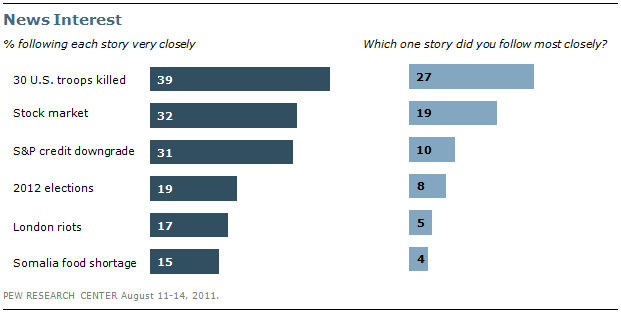 News Interest
% following each story very closely
Which one story did you follow most closely?
30 U.S. troops killed 39 27
Stock market 32 19
S&P credit downgrade 31 10
2012 elections 19 8
London riots 17 5
Somalia food shortage 15 4
PEW RESEARCH CENTER August 11-14, 2011.